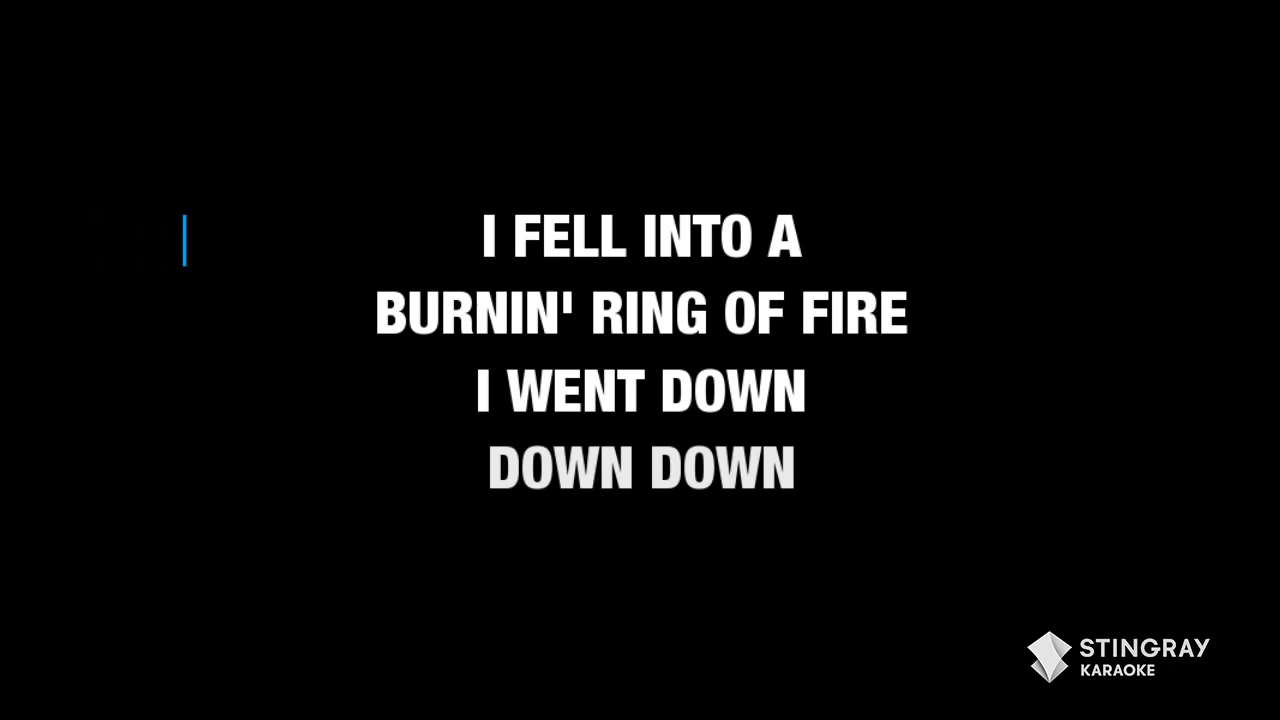 I FELL INTO A
BURNIN' RING OF FIRE
I WENT DOWN
DOWN DOWN
STINGRAY
KARAOKE